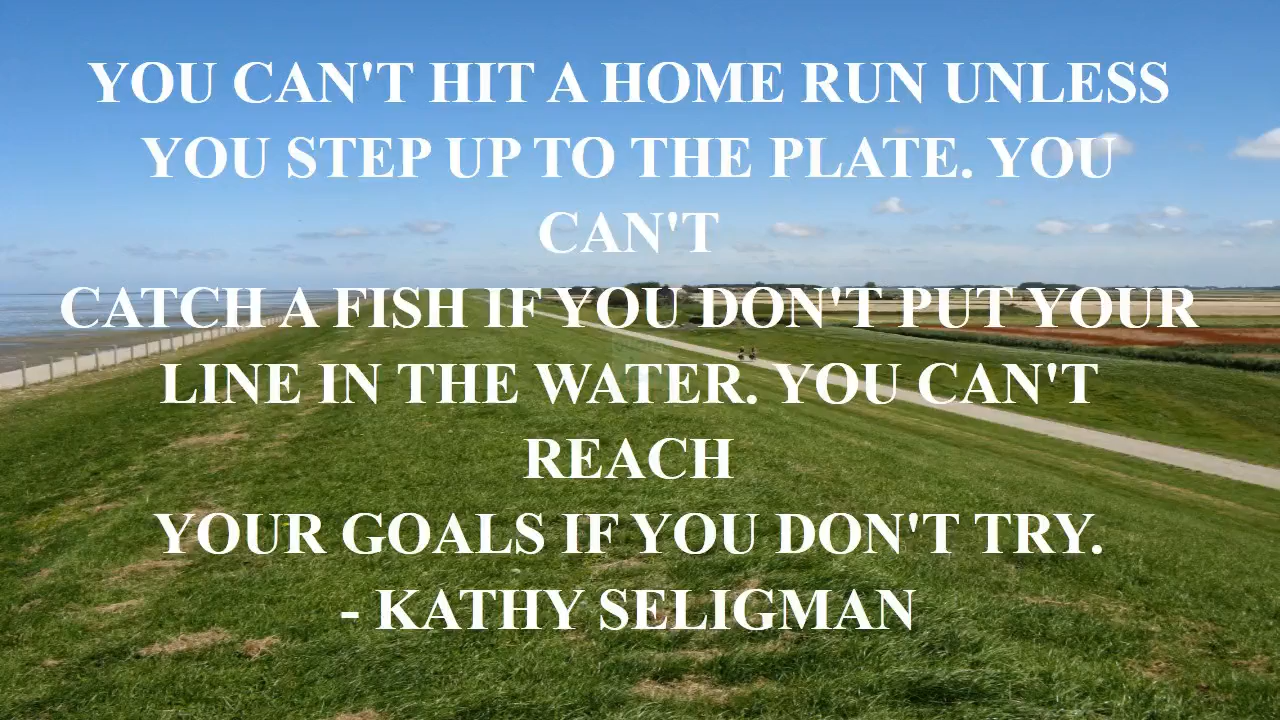 YOU CAN'T HIT A HOME RUN UNLESS
YOU STEP UP TO THE PLATE. YOU
CAN'T
CATCH A FISH IF YOU DON'T PUT YOUR
LINE IN THE WATER. YOU CAN'T
REACH
YOUR GOALS IF YOU DON'T TRY.
- KATHY SELIGMAN